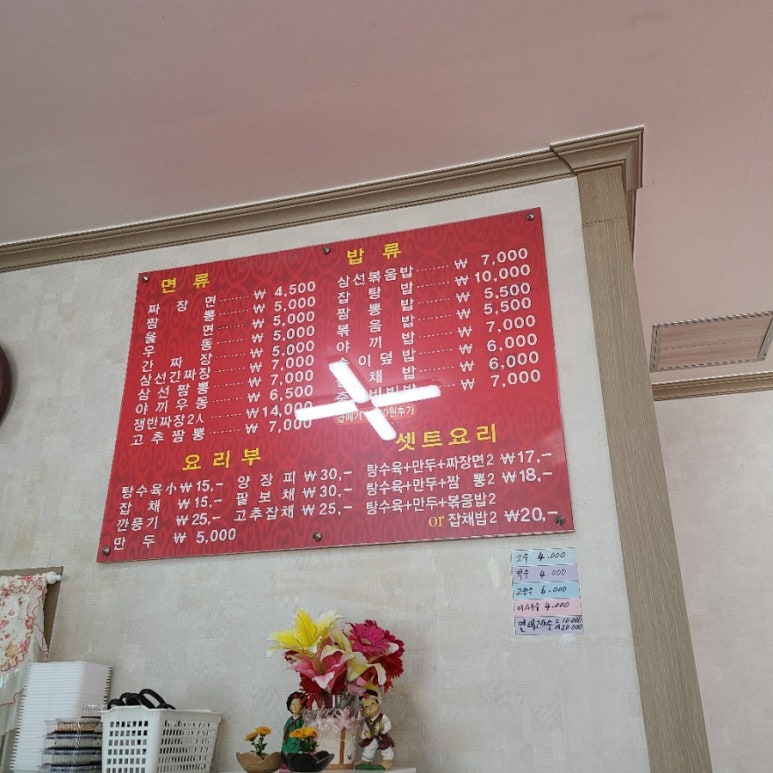 면 류
짜 장 면 ₩ 4,500
짬 뽕 ₩ 5,000
울 면 ₩ 5,000
우 동 ₩ 5,000
간 짜 장 ₩ 5,000
삼선간짜장 ₩ 7,000
삼 선 짬 뽕 ₩ 7,000
야 끼 우 동 ₩ 6,500
쟁반짜장2人 ₩ 14,000
고 추 짬 뽕 ₩ 7,000
밥 류
삼선볶음밥 ₩ 7,000
잡 탕 밥 ₩ 10,000
짬 뽕 밥 ₩ 5,500
볶 음 밥 ₩ 5,500
야 끼 밥 ₩ 7,000
이 덮 밥 ₩ 6,000
채 밥 ₩ 6,000
₩ 7,000
요 리 부
탕수육小 ₩15,-
잡 채 ₩15,-
깐풍기 ₩25,-
만 두 ₩ 5,000
양 장 피 ₩30,-
팔 보 채 ₩30,-
고추잡채 ₩25,-
셋트요리
탕수육+만두+짜장면2 ₩17,-
탕수육+만두+짬 뽕2 ₩18,-
탕수육+만두+볶음밥2
or 잡채밥2 ₩20,-
소주 4.000
맥주 4.000
고량주 6.000
4.000